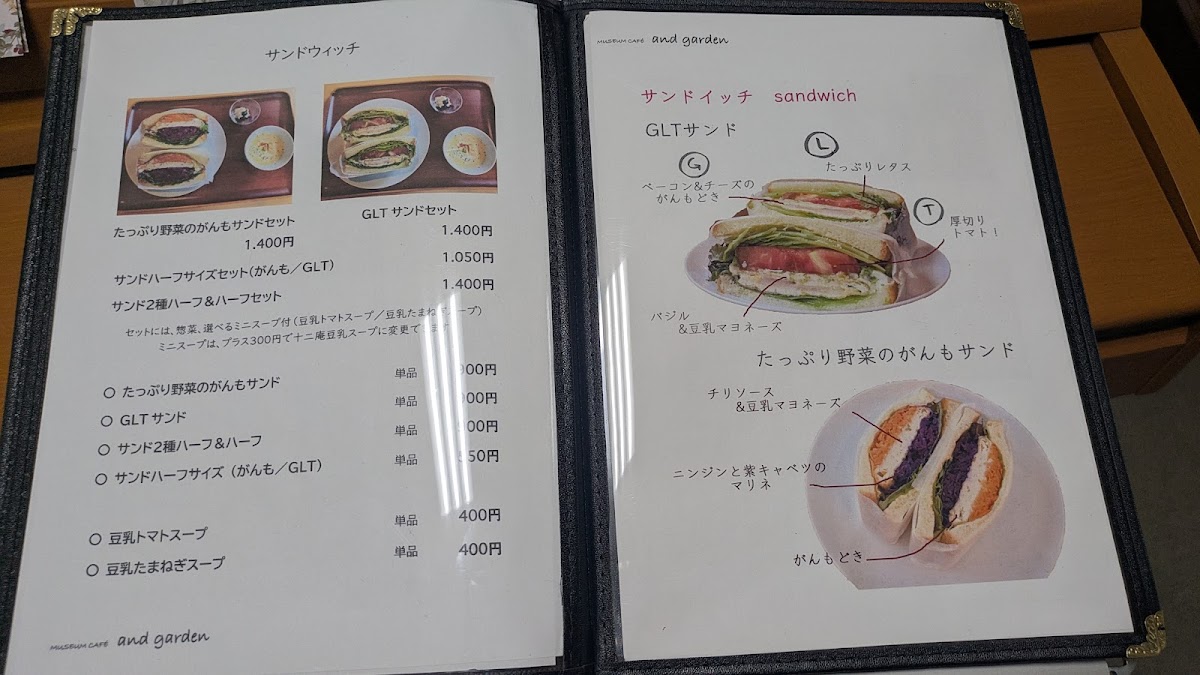 サンドウィッチ
たっぷり野菜のがんもサンドセット
1.400円
GLT サンドセット
1.400円
サンドハーフサイズセット(がんも/GLT)
1.050円
サンド2種ハーフ&ハーフセット
1.400円
セットには、惣菜、選べるミニスープ付(豆乳トマトスープ/豆乳たまねぎスープ)
ミニスープは、プラス300円で十二庵豆乳スープに変更できます
○ たっぷり野菜のがんもサンド 単品 900円
○ GLT サンド 単品 900円
○ サンド2種ハーフ&ハーフ 単品
○ サンドハーフサイズ (がんも/GLT) 単品
○ 豆乳トマトスープ 単品 400円
○ 豆乳たまねぎスープ 単品 400円
MUSEUM CAFÉ and garden
MUSEUM CAFÉ and garden
サンドイッチ sandwich
GLTサンド
G
ベーコン&チーズの
がんもどき
L
たっぷりレタス
T
厚切り
トマト!
バジル
&豆乳マヨネーズ
たっぷり野菜のがんもサンド
チリソース
&豆乳マヨネーズ
ニンジンと紫キャベツの
マリネ
がんもどき